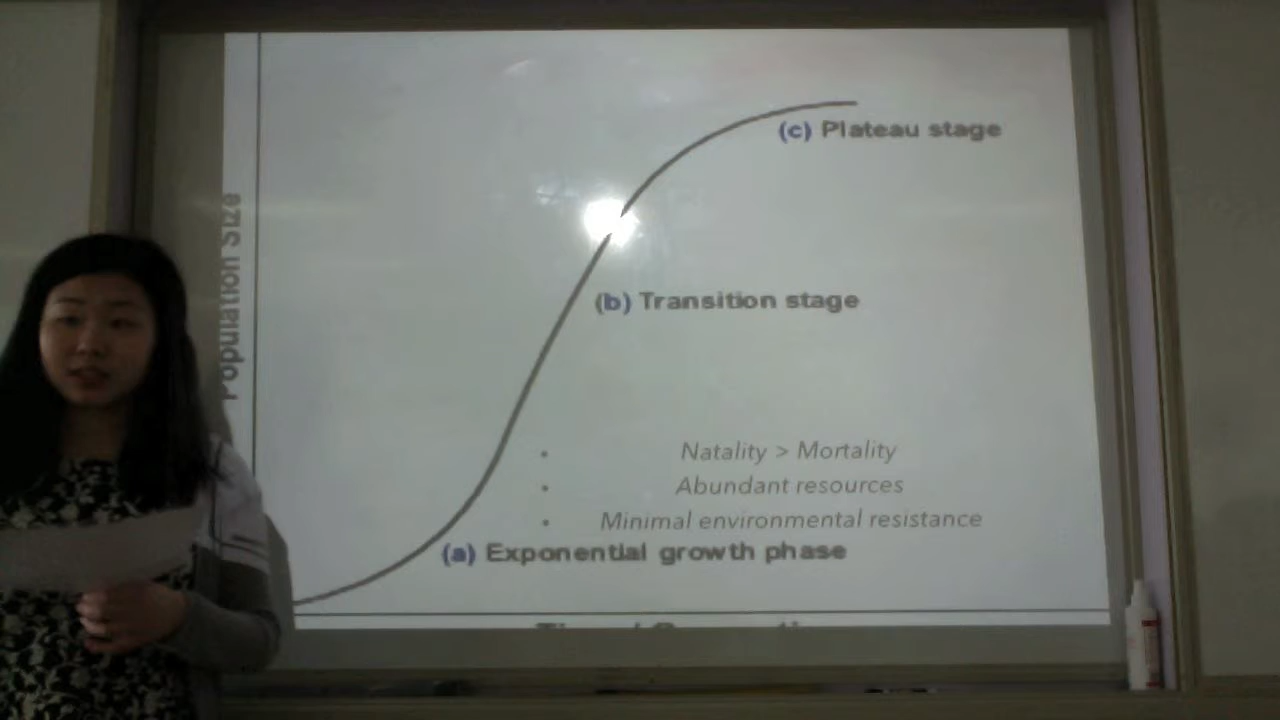 (c) Plateau stage
Population Size
(b) Transition stage
• Natality > Mortality
• Abundant resources
• Minimal environmental resistance
(a) Exponential growth phase